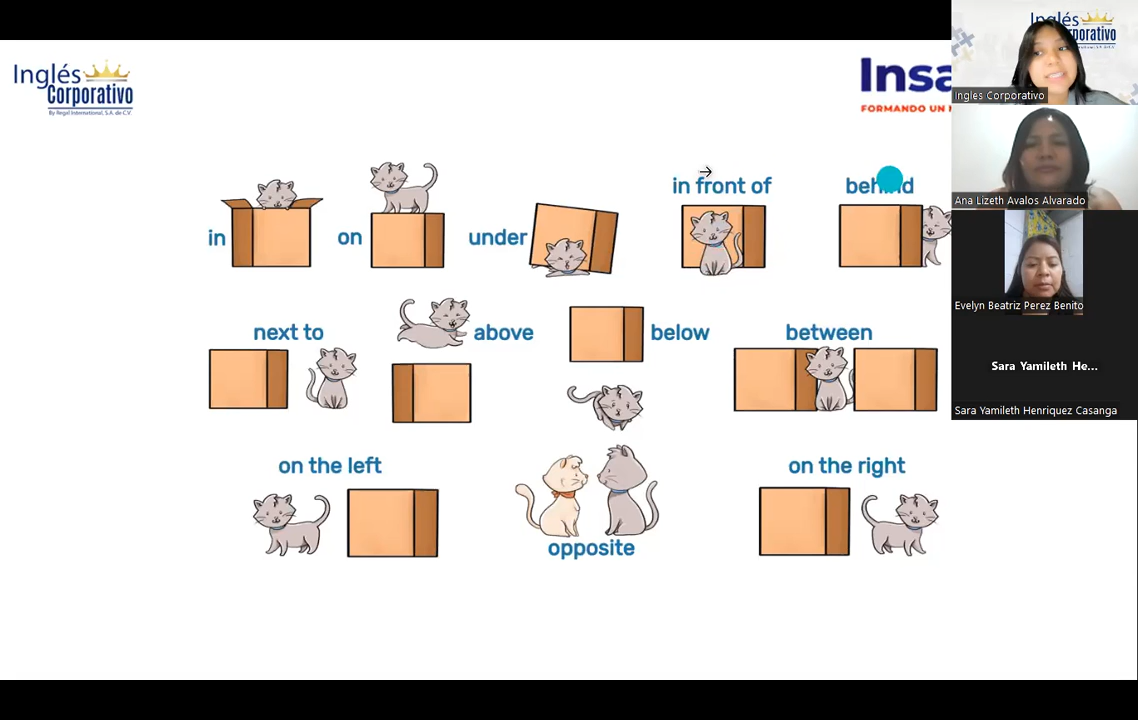 Inglés
Corporativo
By Regal International, S.A. de C.V.
Insa
FORMANDO UN
in
on
under
in front of
behind
next to
above
below
between
on the left
opposite
on the right
Inglés
Corporativo
Ingles Corporativo
Ana Lizeth Avalos Alvarado
Evelyn Beatriz Perez Benito
Sara Yamileth He...
Sara Yamileth Henriquez Casanga